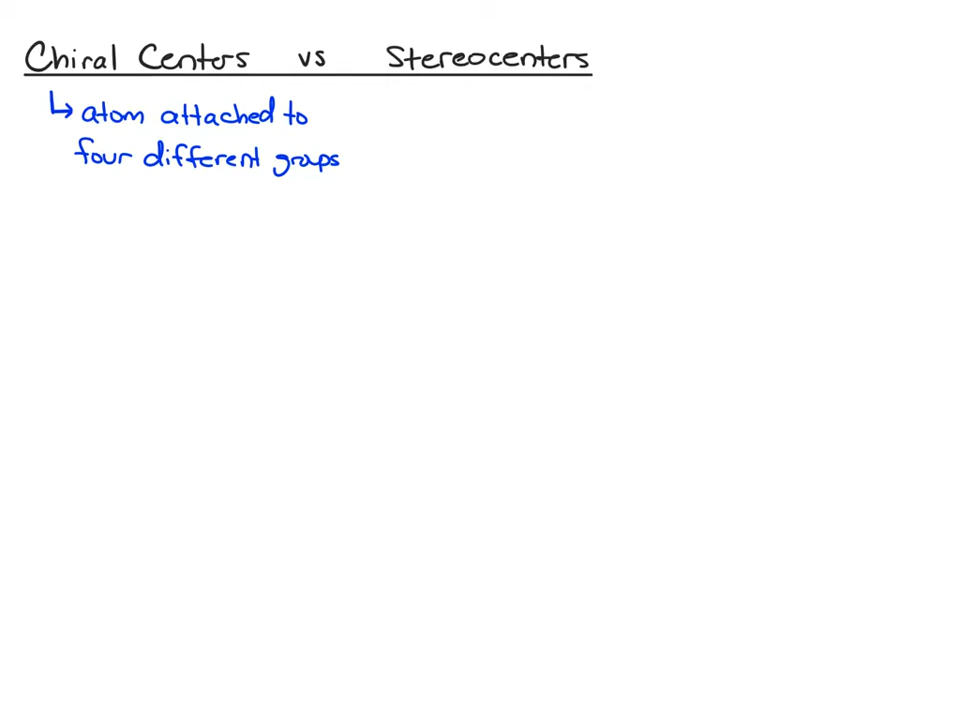 Chiral Centers vs Stereocenters
↳ atom attached to
four different groups